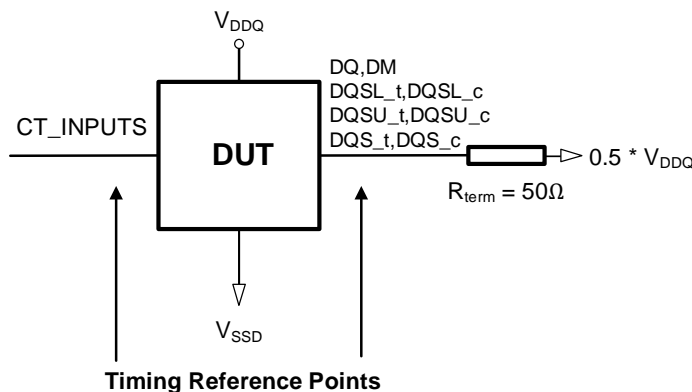 V_DDQ
DQ,DM
DQSL_t,DQSL_c
DQSU_t,DQSU_c
DQS_t,DQS_c
CT_INPUTS
DUT
0.5 * V_DDQ
R_term = 50Ω
V_SSD
Timing Reference Points